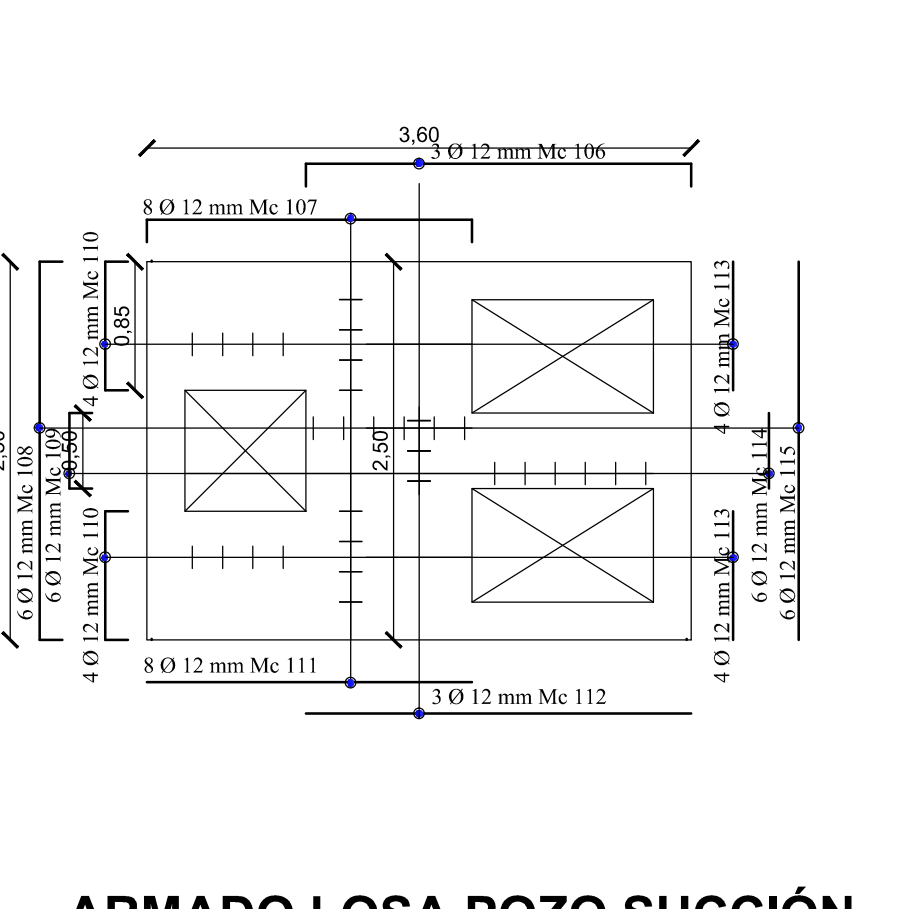 3,60
3 Ø 12 mm Mc 106
8 Ø 12 mm Mc 107
4 Ø 12 mm Mc 110
0,85
4 Ø 12 mm Mc 113
6 Ø 12 mm Mc 108
6 Ø 12 mm Mc 109
0,50
2,50
4 Ø 12 mm Mc 110
4 Ø 12 mm Mc 113
6 Ø 12 mm Mc 114
6 Ø 12 mm Mc 115
8 Ø 12 mm Mc 111
3 Ø 12 mm Mc 112
ARMADO LOSA POZO SUCCIÓN